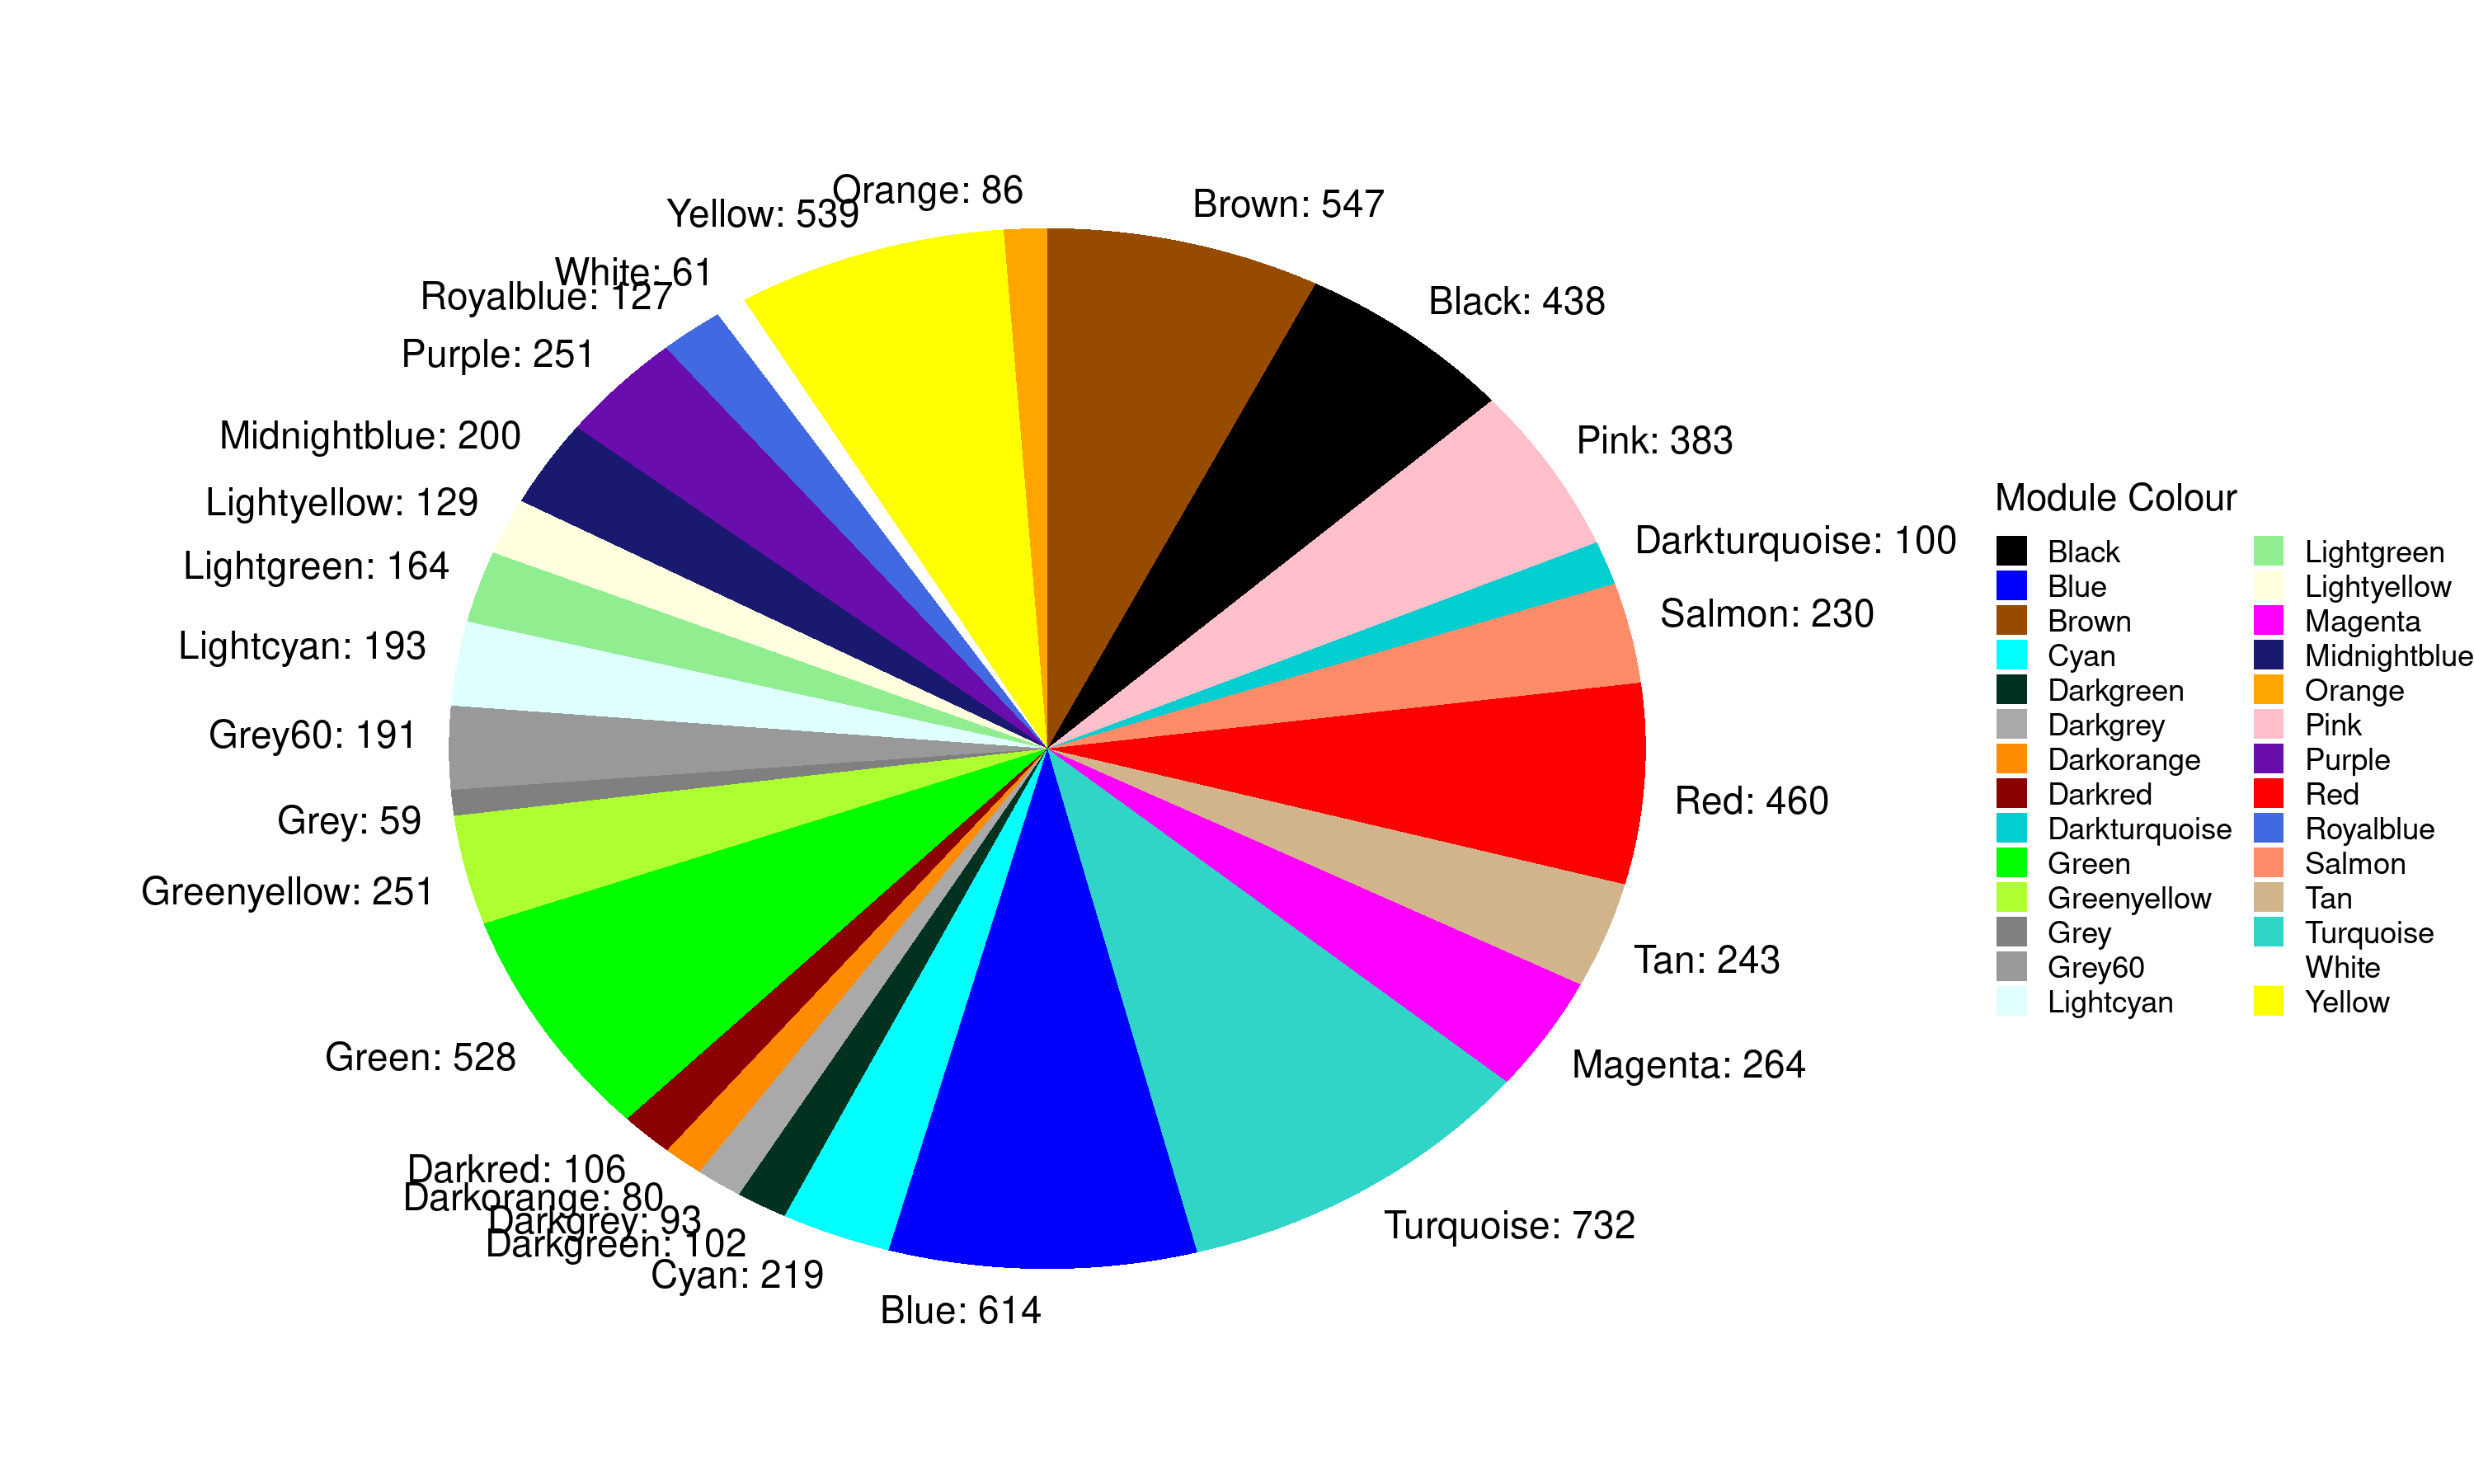 Orange: 86
Brown: 547
Yellow: 539
White: 61
Royalblue: 127
Black: 438
Purple: 251
Midnightblue: 200
Pink: 383
Lightyellow: 129
Darkturquoise: 100
Lightgreen: 164
Salmon: 230
Lightcyan: 193
Grey60: 191
Red: 460
Grey: 59
Greenyellow: 251
Tan: 243
Green: 528
Magenta: 264
Darkred: 106
Darkorange: 80
Darkgrey: 93
Darkgreen: 102
Turquoise: 732
Cyan: 219
Blue: 614
Module Colour
Black
Blue
Brown
Cyan
Darkgreen
Darkgrey
Darkorange
Darkred
Darkturquoise
Green
Greenyellow
Grey
Grey60
Lightcyan
Lightgreen
Lightyellow
Magenta
Midnightblue
Orange
Pink
Purple
Red
Royalblue
Salmon
Tan
Turquoise
White
Yellow